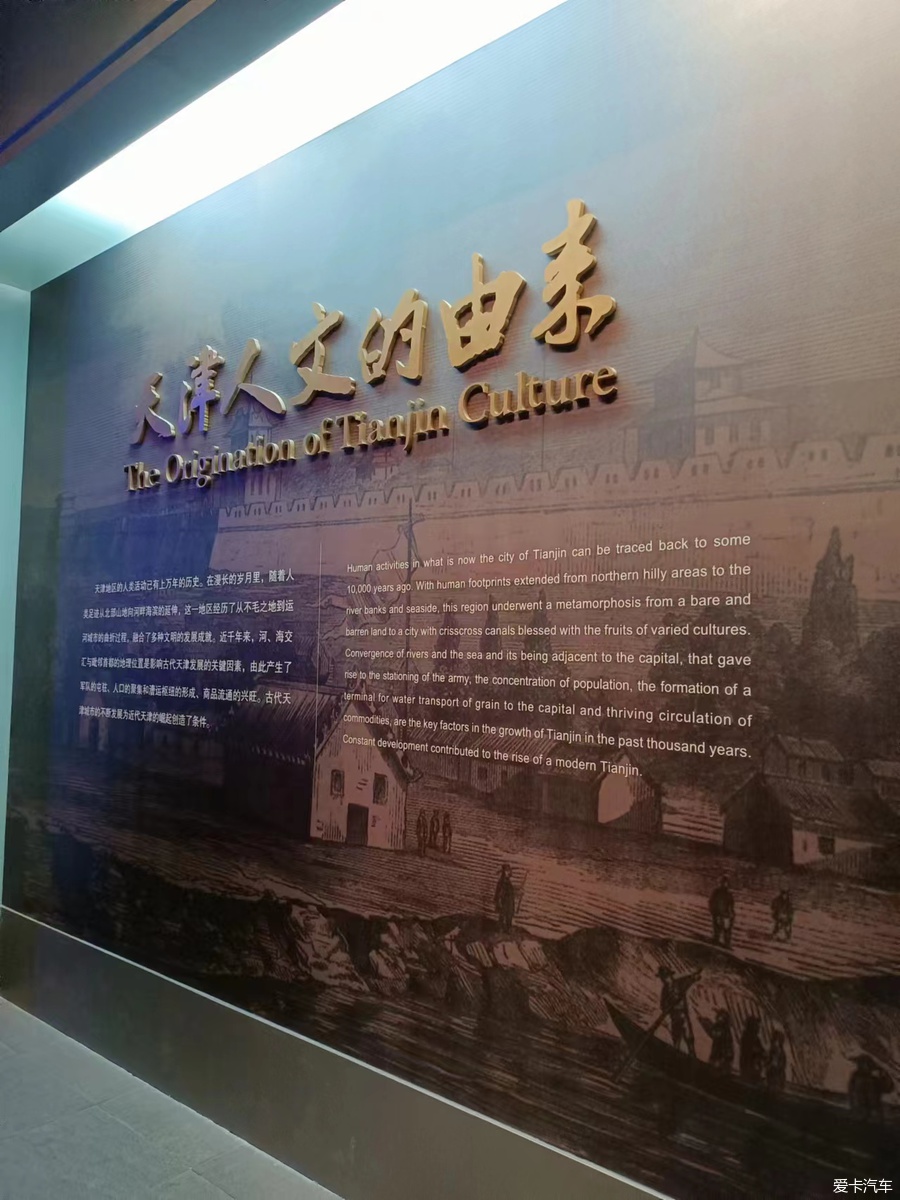 天津人文的由来
The Origination of Tianjin Culture
天津地区的人类活动已有上万年的历史。在漫长的岁月里，随着人
类足迹从北部山地向河畔海滨的延伸，这一地区经历了从不毛之地到运
河城市的曲折过程，融合了多种文明的发展成就。近千年来，河、海交
汇与毗邻首都的地理位置是影响古代天津发展的关键因素，由此产生了
军队的屯驻、人口的聚集和漕运枢纽的形成、商品流通的兴旺。古代天
津城市的不断发展为近代天津的崛起创造了条件。
Human activities in what is now the city of Tianjin can be traced back to some
10,000 years ago. With human footprints extended from northern hilly areas to the
river banks and seaside, this region underwent a metamorphosis from a bare and
barren land to a city with crisscross canals blessed with the fruits of varied cultures.
Convergence of rivers and the sea and its being adjacent to the capital, that gave
rise to the stationing of the army, the concentration of population, the formation of a
terminal for water transport of grain to the capital and thriving circulation of
commodities, are the key factors in the growth of Tianjin in the past thousand years.
Constant development contributed to the rise of a modern Tianjin.
爱卡汽车